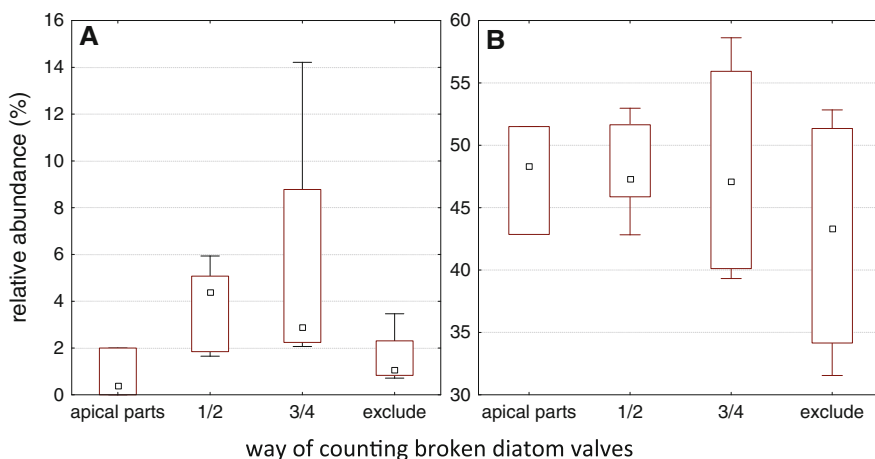 A
B
relative abundance (%)
16
14
12
10
8
6
4
2
0
60
55
50
45
40
35
30
apical parts 1/2 3/4 exclude
apical parts 1/2 3/4 exclude
way of counting broken diatom valves